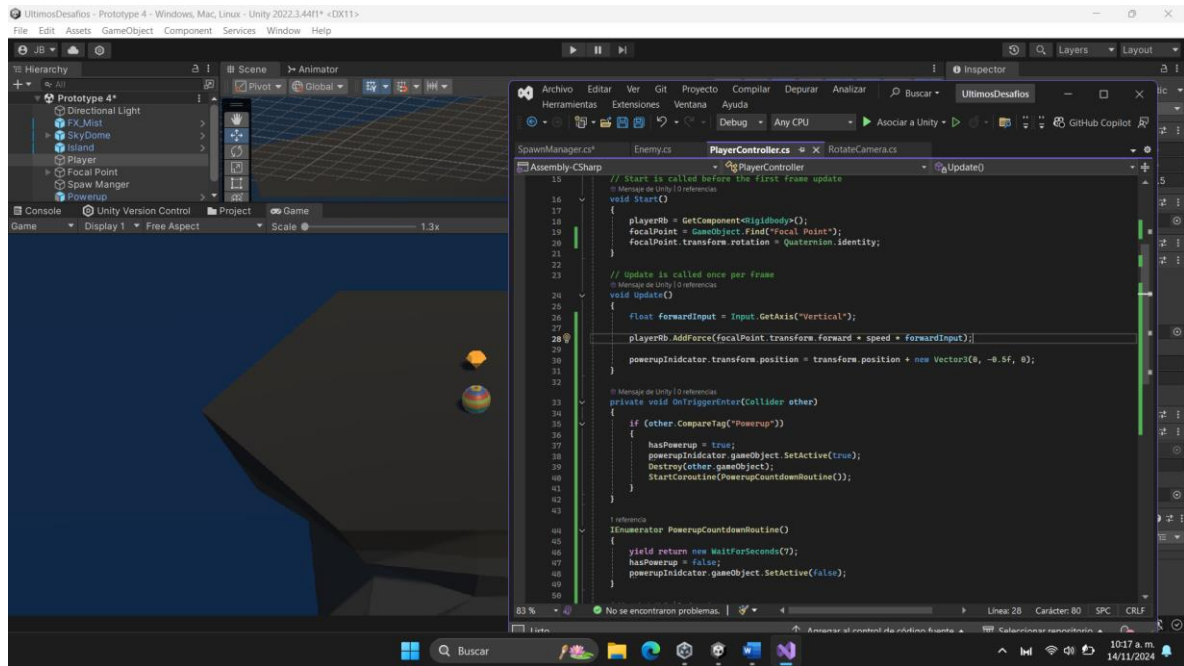 UltimosDesafios - Prototype 4 - Windows, Mac, Linux - Unity 2022.3.44f1* <DX11>
File Edit Assets GameObject Component Services Window Help
JB
Layers
Layout
Hierarchy
Scene
Animator
Inspector
All
Pivot
Global
Prototype 4*
Directional Light
FX_Mist
SkyDome
Island
Player
Focal Point
Spaw Manger
Powerup
Console
Unity Version Control
Project
Game
Game
Display 1
Free Aspect
Scale
1.3x
Archivo Editar Ver Git Proyecto Compilar Depurar Analizar
Buscar
UltimosDesafios
Herramientas Extensiones Ventana Ayuda
Debug
Any CPU
Asociar a Unity
GitHub Copilot
SpawnManager.cs*
Enemy.cs
PlayerController.cs
RotateCamera.cs
Assembly-CSharp
PlayerController
Update()
15 // Start is called before the first frame update
Mensaje de Unity | 0 referencias
16 void Start()
17 {
18 playerRb = GetComponent<Rigidbody>();
19 focalPoint = GameObject.Find("Focal Point");
20 focalPoint.transform.rotation = Quaternion.identity;
21 }
22
23 // Update is called once per frame
Mensaje de Unity | 0 referencias
24 void Update()
25 {
26 float forwardInput = Input.GetAxis("Vertical");
27
28 playerRb.AddForce(focalPoint.transform.forward * speed * forwardInput);
29
30 powerupInidcator.transform.position = transform.position + new Vector3(0, -0.5f, 0);
31 }
32
Mensaje de Unity | 0 referencias
33 private void OnTriggerEnter(Collider other)
34 {
35 if (other.CompareTag("Powerup"))
36 {
37 hasPowerup = true;
38 powerupInidcator.gameObject.SetActive(true);
39 Destroy(other.gameObject);
40 StartCoroutine(PowerupCountdownRoutine());
41 }
42 }
43
1 referencia
44 IEnumerator PowerupCountdownRoutine()
45 {
46 yield return new WaitForSeconds(7);
47 hasPowerup = false;
48 powerupInidcator.gameObject.SetActive(false);
49 }
50
83 %
No se encontraron problemas.
Línea: 28 Carácter: 80 SPC CRLF
Listo
Agregar al control de código fuente
Seleccionar repositorio
Buscar
10:17 a. m.
14/11/2024